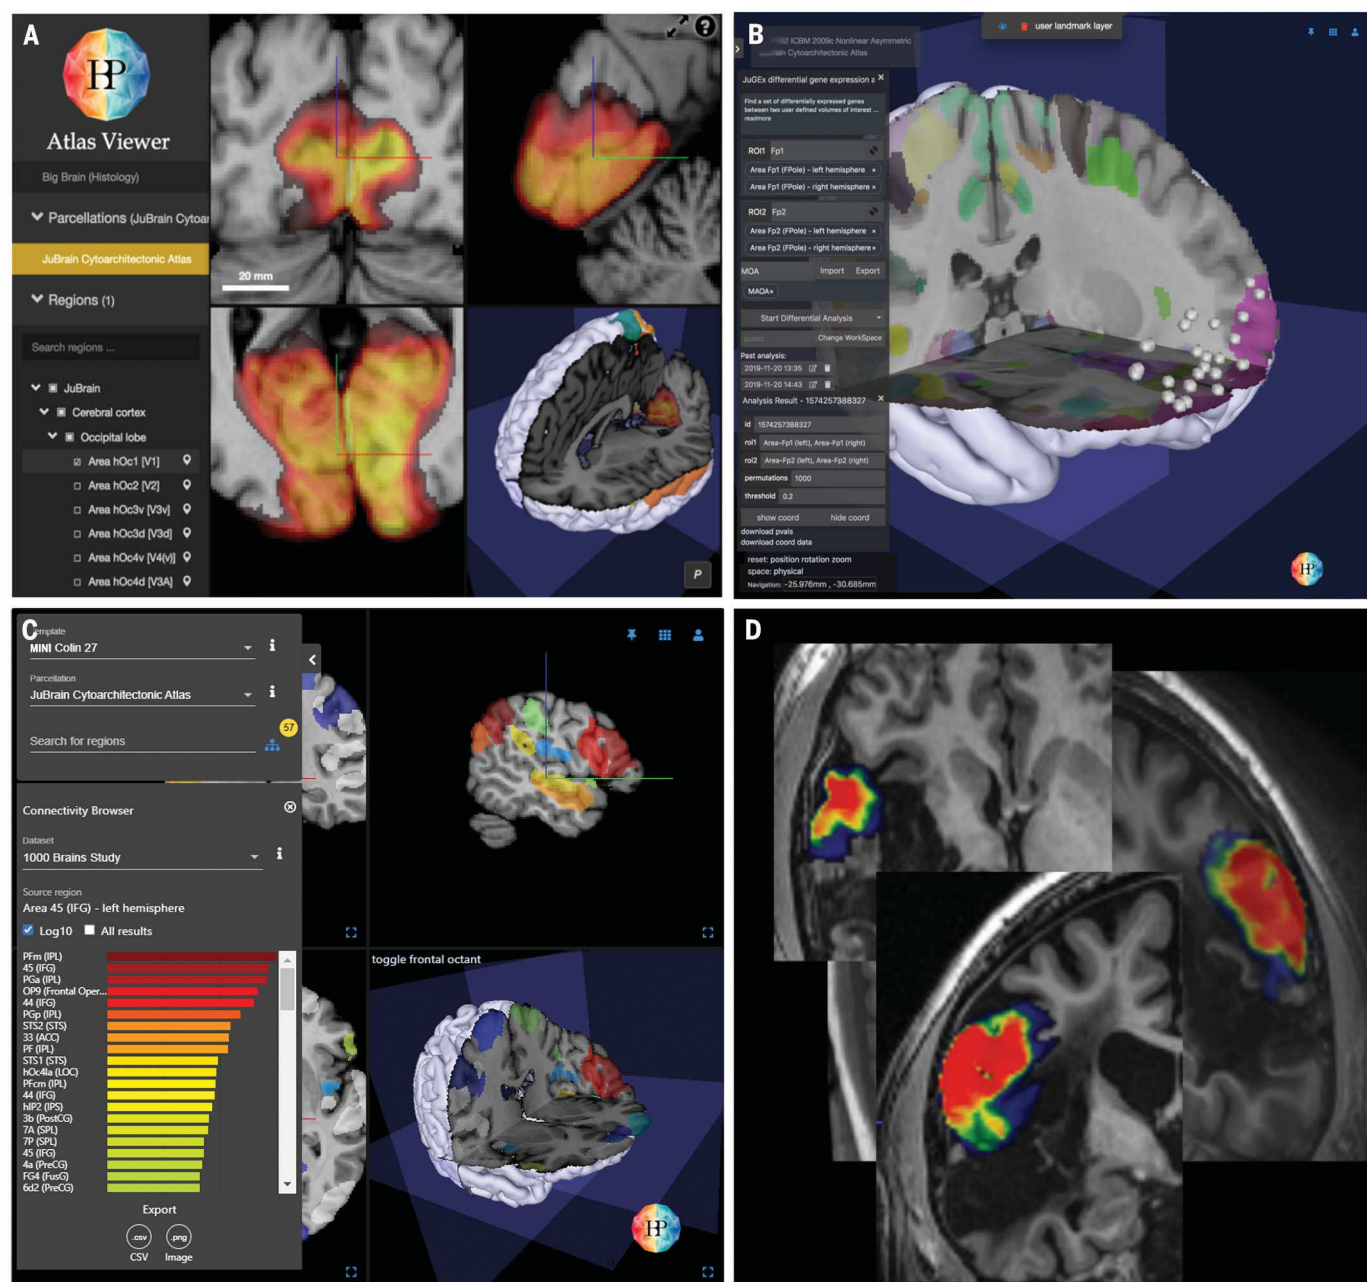 A
HP
Atlas Viewer
Big Brain (Histology)
Parcellations (JuBrain Cytoar
JuBrain Cytoarchitectonic Atlas
Regions (1)
Search regions ...
JuBrain
Cerebral cortex
Occipital lobe
Area hOc1 [V1]
Area hOc2 [V2]
Area hOc3v [V3v]
Area hOc3d [V3d]
Area hOc4v [V4(v)]
Area hOc4d [V3A]
20 mm
?
P
B
ICBM 2009c Nonlinear Asymmetric
Cytoarchitectonic Atlas
user landmark layer
JuGEx differential gene expression a ×
Find a set of differentially expressed genes
between two user defined volumes of interest ...
readmore
ROI1 Fp1
Area Fp1 (FPole) - left hemisphere ×
Area Fp1 (FPole) - right hemisphere ×
ROI2 Fp2
Area Fp2 (FPole) - left hemisphere ×
Area Fp2 (FPole) - right hemisphere ×
MOA Import Export
MAOA×
Start Differential Analysis
public Change WorkSpace
Past analysis:
2019-11-20 13:35
2019-11-20 14:43
Analysis Result - 1574257388327 ×
id 1574257388327
roi1 Area-Fp1 (left), Area-Fp1 (right)
roi2 Area-Fp2 (left), Area-Fp2 (right)
permutations 1000
threshold 0.2
show coord hide coord
download pvals
download coord data
reset: position rotation zoom
space: physical
Navigation: -25.976mm , -30.685mm
HP
C
Template
MINI Colin 27
Parcellation
JuBrain Cytoarchitectonic Atlas
57
Search for regions
Connectivity Browser
Dataset
1000 Brains Study
Source region
Area 45 (IFG) - left hemisphere
Log10 All results
PFm (IPL)
45 (IFG)
PGa (IPL)
OP9 (Frontal Oper...
44 (IFG)
PGp (IPL)
STS2 (STS)
33 (ACC)
PF (IPL)
STS1 (STS)
hOc4la (LOC)
PFcm (IPL)
44 (IFG)
hIP2 (IPS)
3b (PostCG)
7A (SPL)
7P (SPL)
45 (IFG)
4a (PreCG)
FG4 (FusG)
6d2 (PreCG)
Export
.csv .png
CSV Image
toggle frontal octant
HP
D